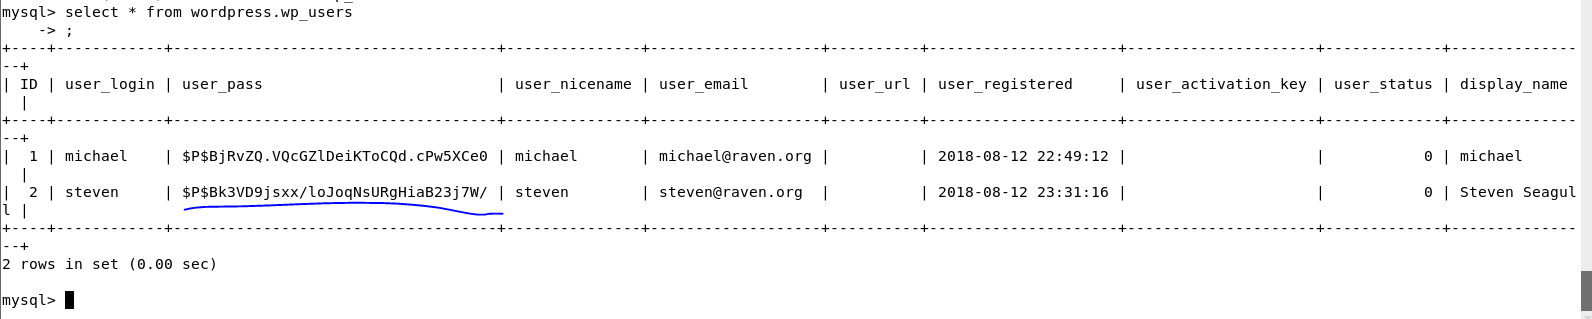 mysql> select * from wordpress.wp_users
    -> ;
+----+------------+------------------------------------+---------------+-------------------+----------+---------------------+---------------------+-------------+--------------
--+
| ID | user_login | user_pass                          | user_nicename | user_email        | user_url | user_registered     | user_activation_key | user_status | display_name
  |
+----+------------+------------------------------------+---------------+-------------------+----------+---------------------+---------------------+-------------+--------------
--+
|  1 | michael    | $P$BjRvZQ.VQcGZlDeiKToCQd.cPw5XCe0 | michael       | michael@raven.org |          | 2018-08-12 22:49:12 |                     |           0 | michael
  |
|  2 | steven     | $P$Bk3VD9jsxx/loJoqNsURgHiaB23j7W/ | steven        | steven@raven.org  |          | 2018-08-12 23:31:16 |                     |           0 | Steven Seagul
l |
+----+------------+------------------------------------+---------------+-------------------+----------+---------------------+---------------------+-------------+--------------
--+
2 rows in set (0.00 sec)
mysql>